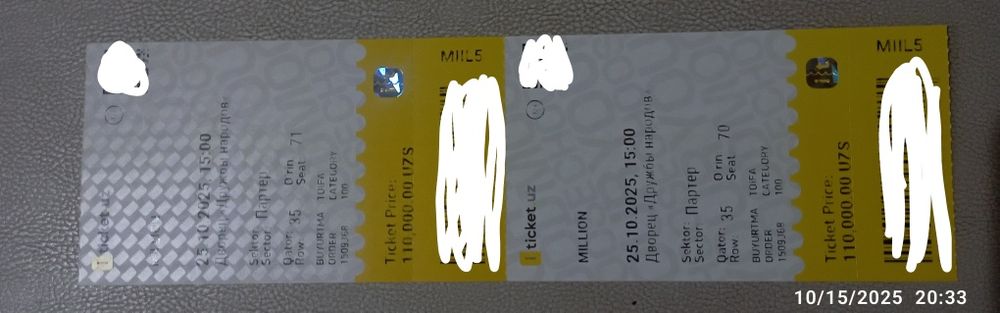 ticket uz
25.10.2025, 15:00
Дворец «Дружбы народов»
Sektor: Партер
Sector
Qator: 35 O'rin 71
Row Seat
BUYURTMA TOIFA
ORDER CATEGORY
1509J6R 100
Ticket Price:
110,000.00 UZS
MIIL5
ticket uz
MILLION
25.10.2025, 15:00
Дворец «Дружбы народов»
Sektor: Партер
Sector
Qator: 35 O'rin 70
Row Seat
BUYURTMA TOIFA
ORDER CATEGORY
1509J6R 100
Ticket Price:
110,000.00 UZS
MIIL5
10/15/2025 20:33